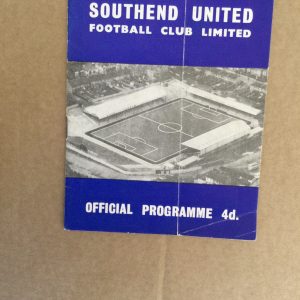 SOUTHEND UNITED
FOOTBALL CLUB LIMITED
OFFICIAL PROGRAMME 4d.